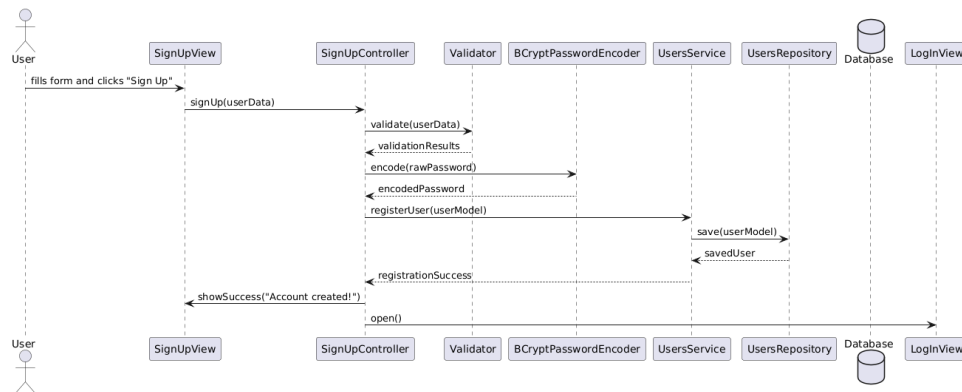 User
SignUpView
SignUpController
Validator
BCryptPasswordEncoder
UsersService
UsersRepository
Database
LogInView
fills form and clicks "Sign Up"
signUp(userData)
validate(userData)
validationResults
encode(rawPassword)
encodedPassword
registerUser(userModel)
save(userModel)
savedUser
registrationSuccess
showSuccess("Account created!")
open()
User
SignUpView
SignUpController
Validator
BCryptPasswordEncoder
UsersService
UsersRepository
Database
LogInView